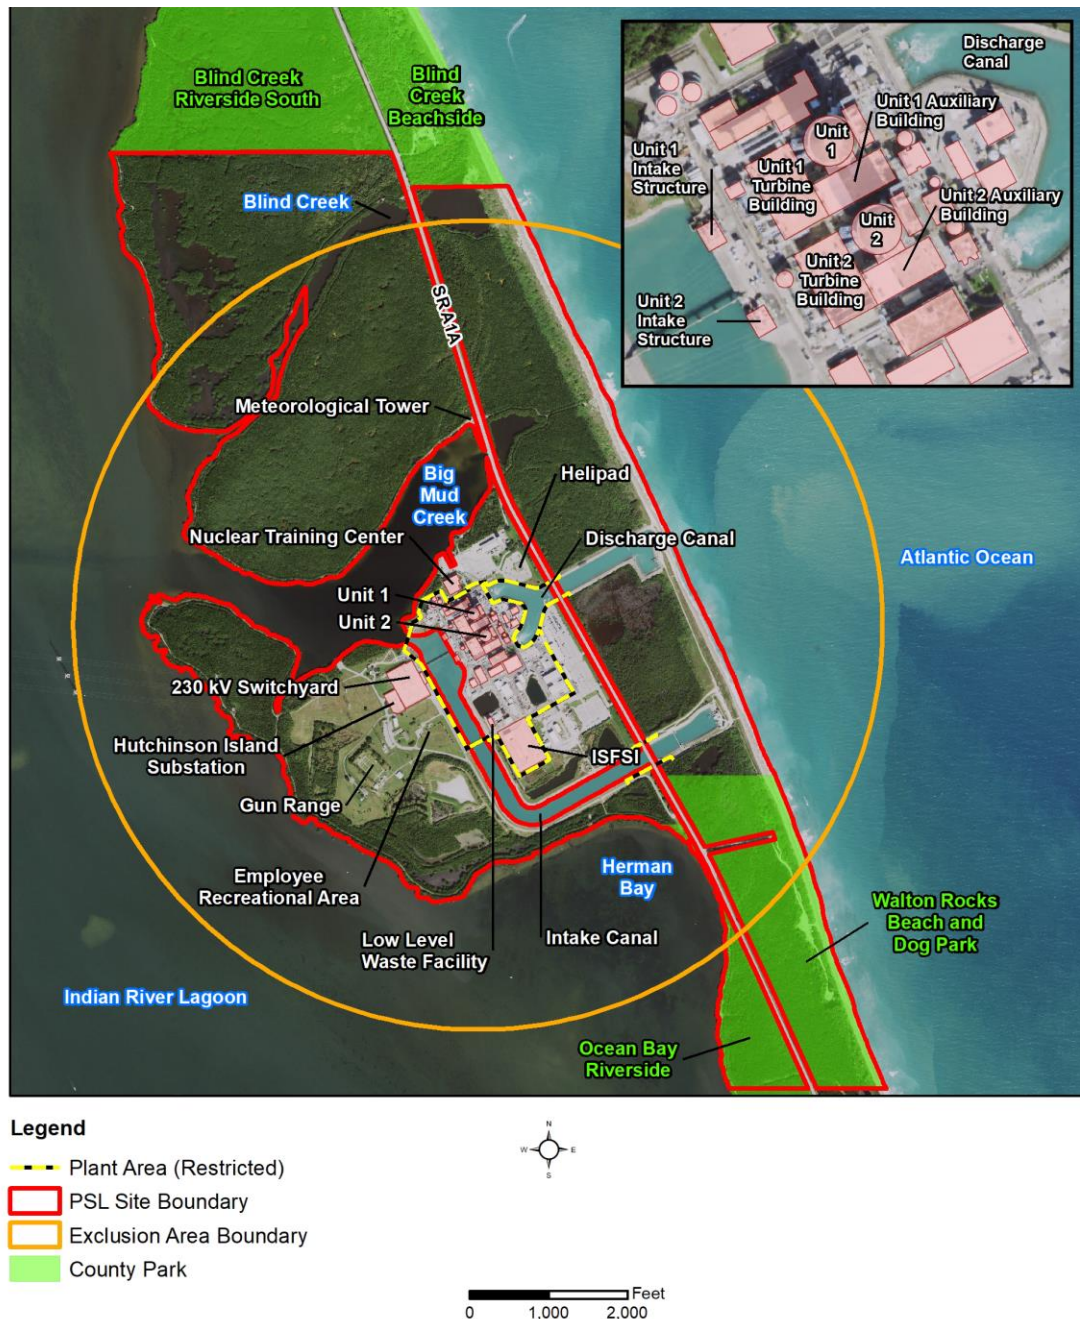 Blind Creek
Riverside South
Blind
Creek
Beachside
Discharge
Canal
Unit 1 Auxiliary
Building
Unit
1
Unit 1
Intake
Structure
Unit 1
Turbine
Building
Unit 2 Auxiliary
Building
Unit
2
Unit 2
Turbine
Building
Unit 2
Intake
Structure
Blind Creek
SRA1A
Meteorological Tower
Big
Mud
Creek
Helipad
Nuclear Training Center
Discharge Canal
Atlantic Ocean
Unit 1
Unit 2
230 kV Switchyard
Hutchinson Island
Substation
ISFSI
Gun Range
Employee
Recreational Area
Herman
Bay
Low Level
Waste Facility
Intake Canal
Walton Rocks
Beach and
Dog Park
Indian River Lagoon
Ocean Bay
Riverside
Legend
Plant Area (Restricted)
PSL Site Boundary
Exclusion Area Boundary
County Park
N
W
E
S
Feet
0 1,000 2,000